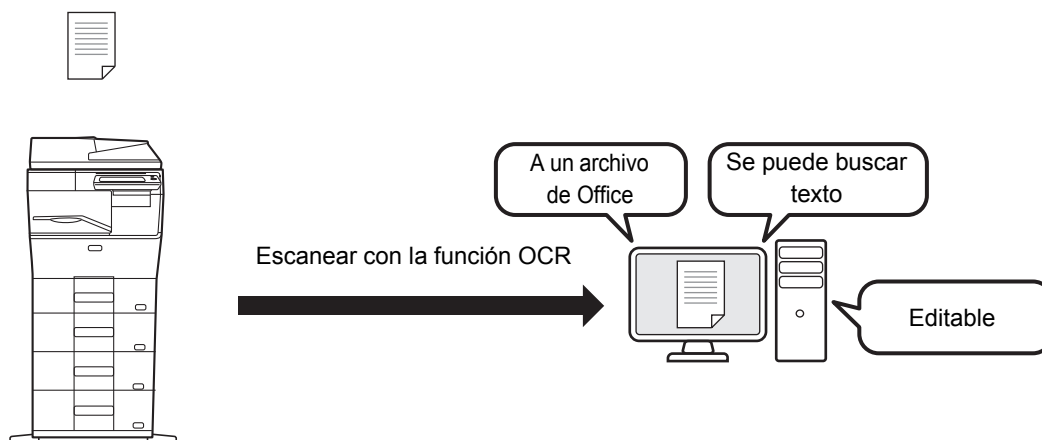 A un archivo
de Office
Se puede buscar
texto
Escanear con la función OCR
Editable